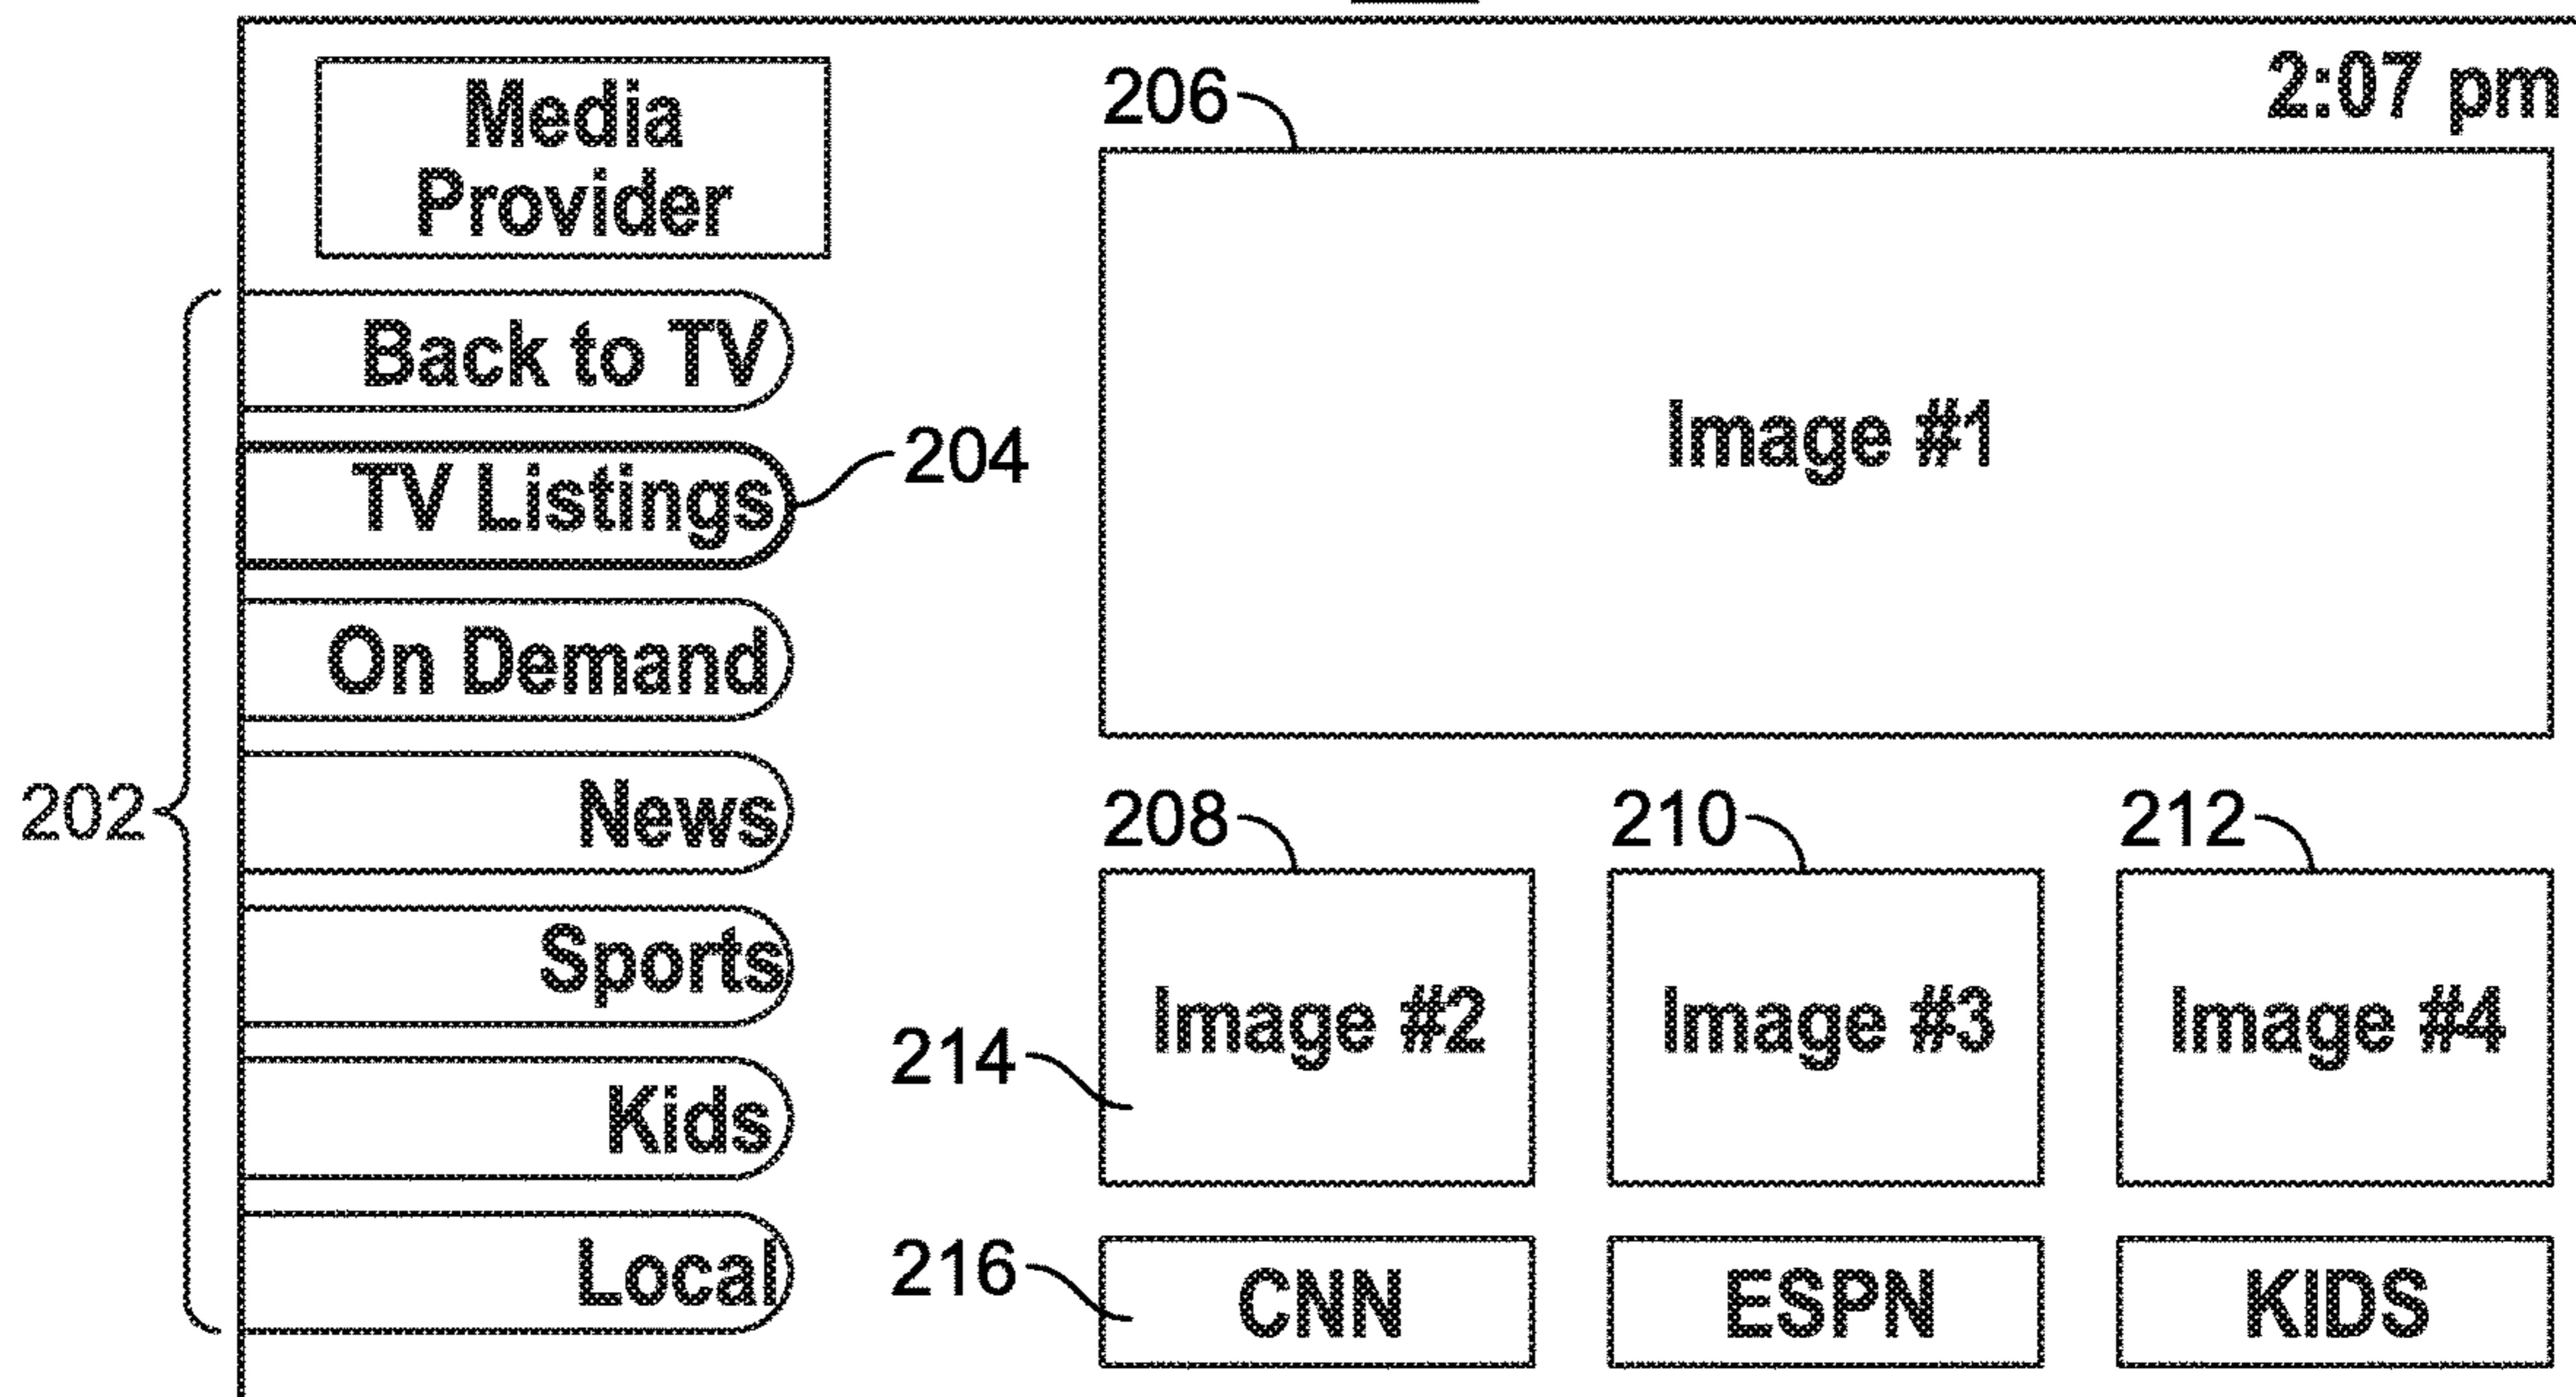 2:07 pm
Media
Provider
206
Back to TV
Image #1
TV Listings
204
On Demand
202
News
208
210
212
Sports
Image #2
Image #3
Image #4
214
Kids
216
Local
CNN
ESPN
KIDS